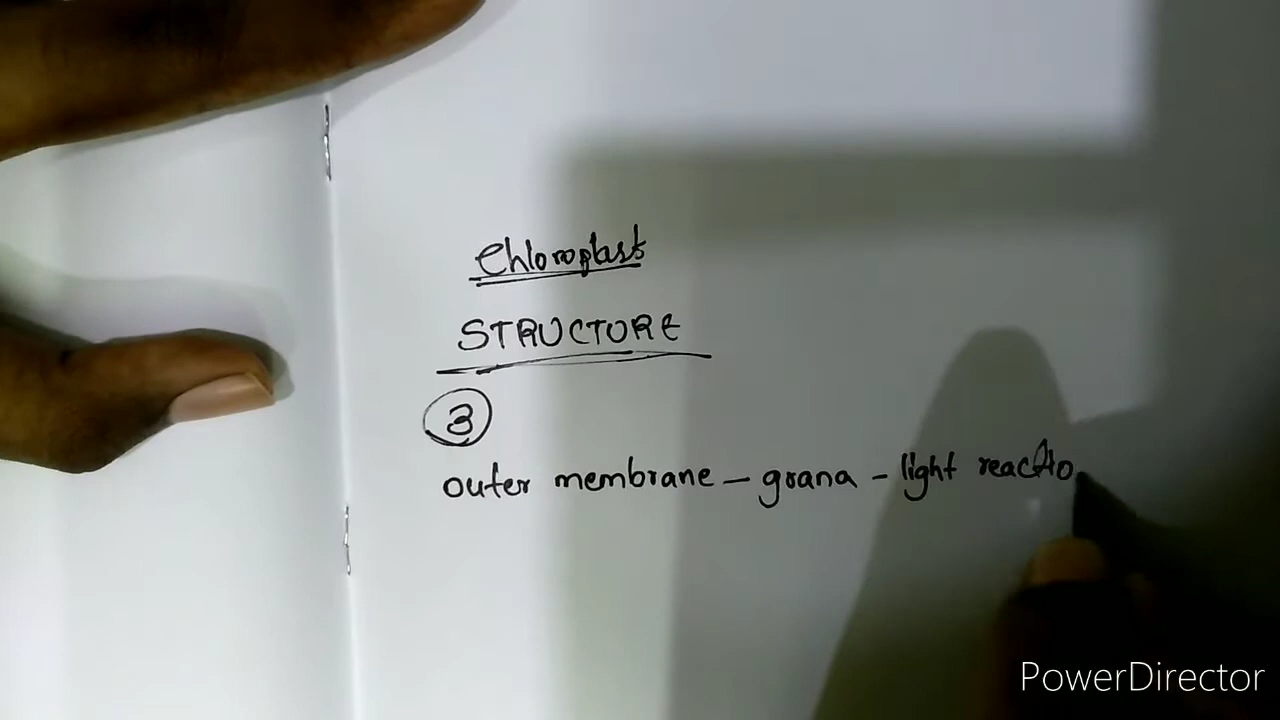 Chloroplast
STRUCTURE
3
outer membrane - grana - light reactio
PowerDirector